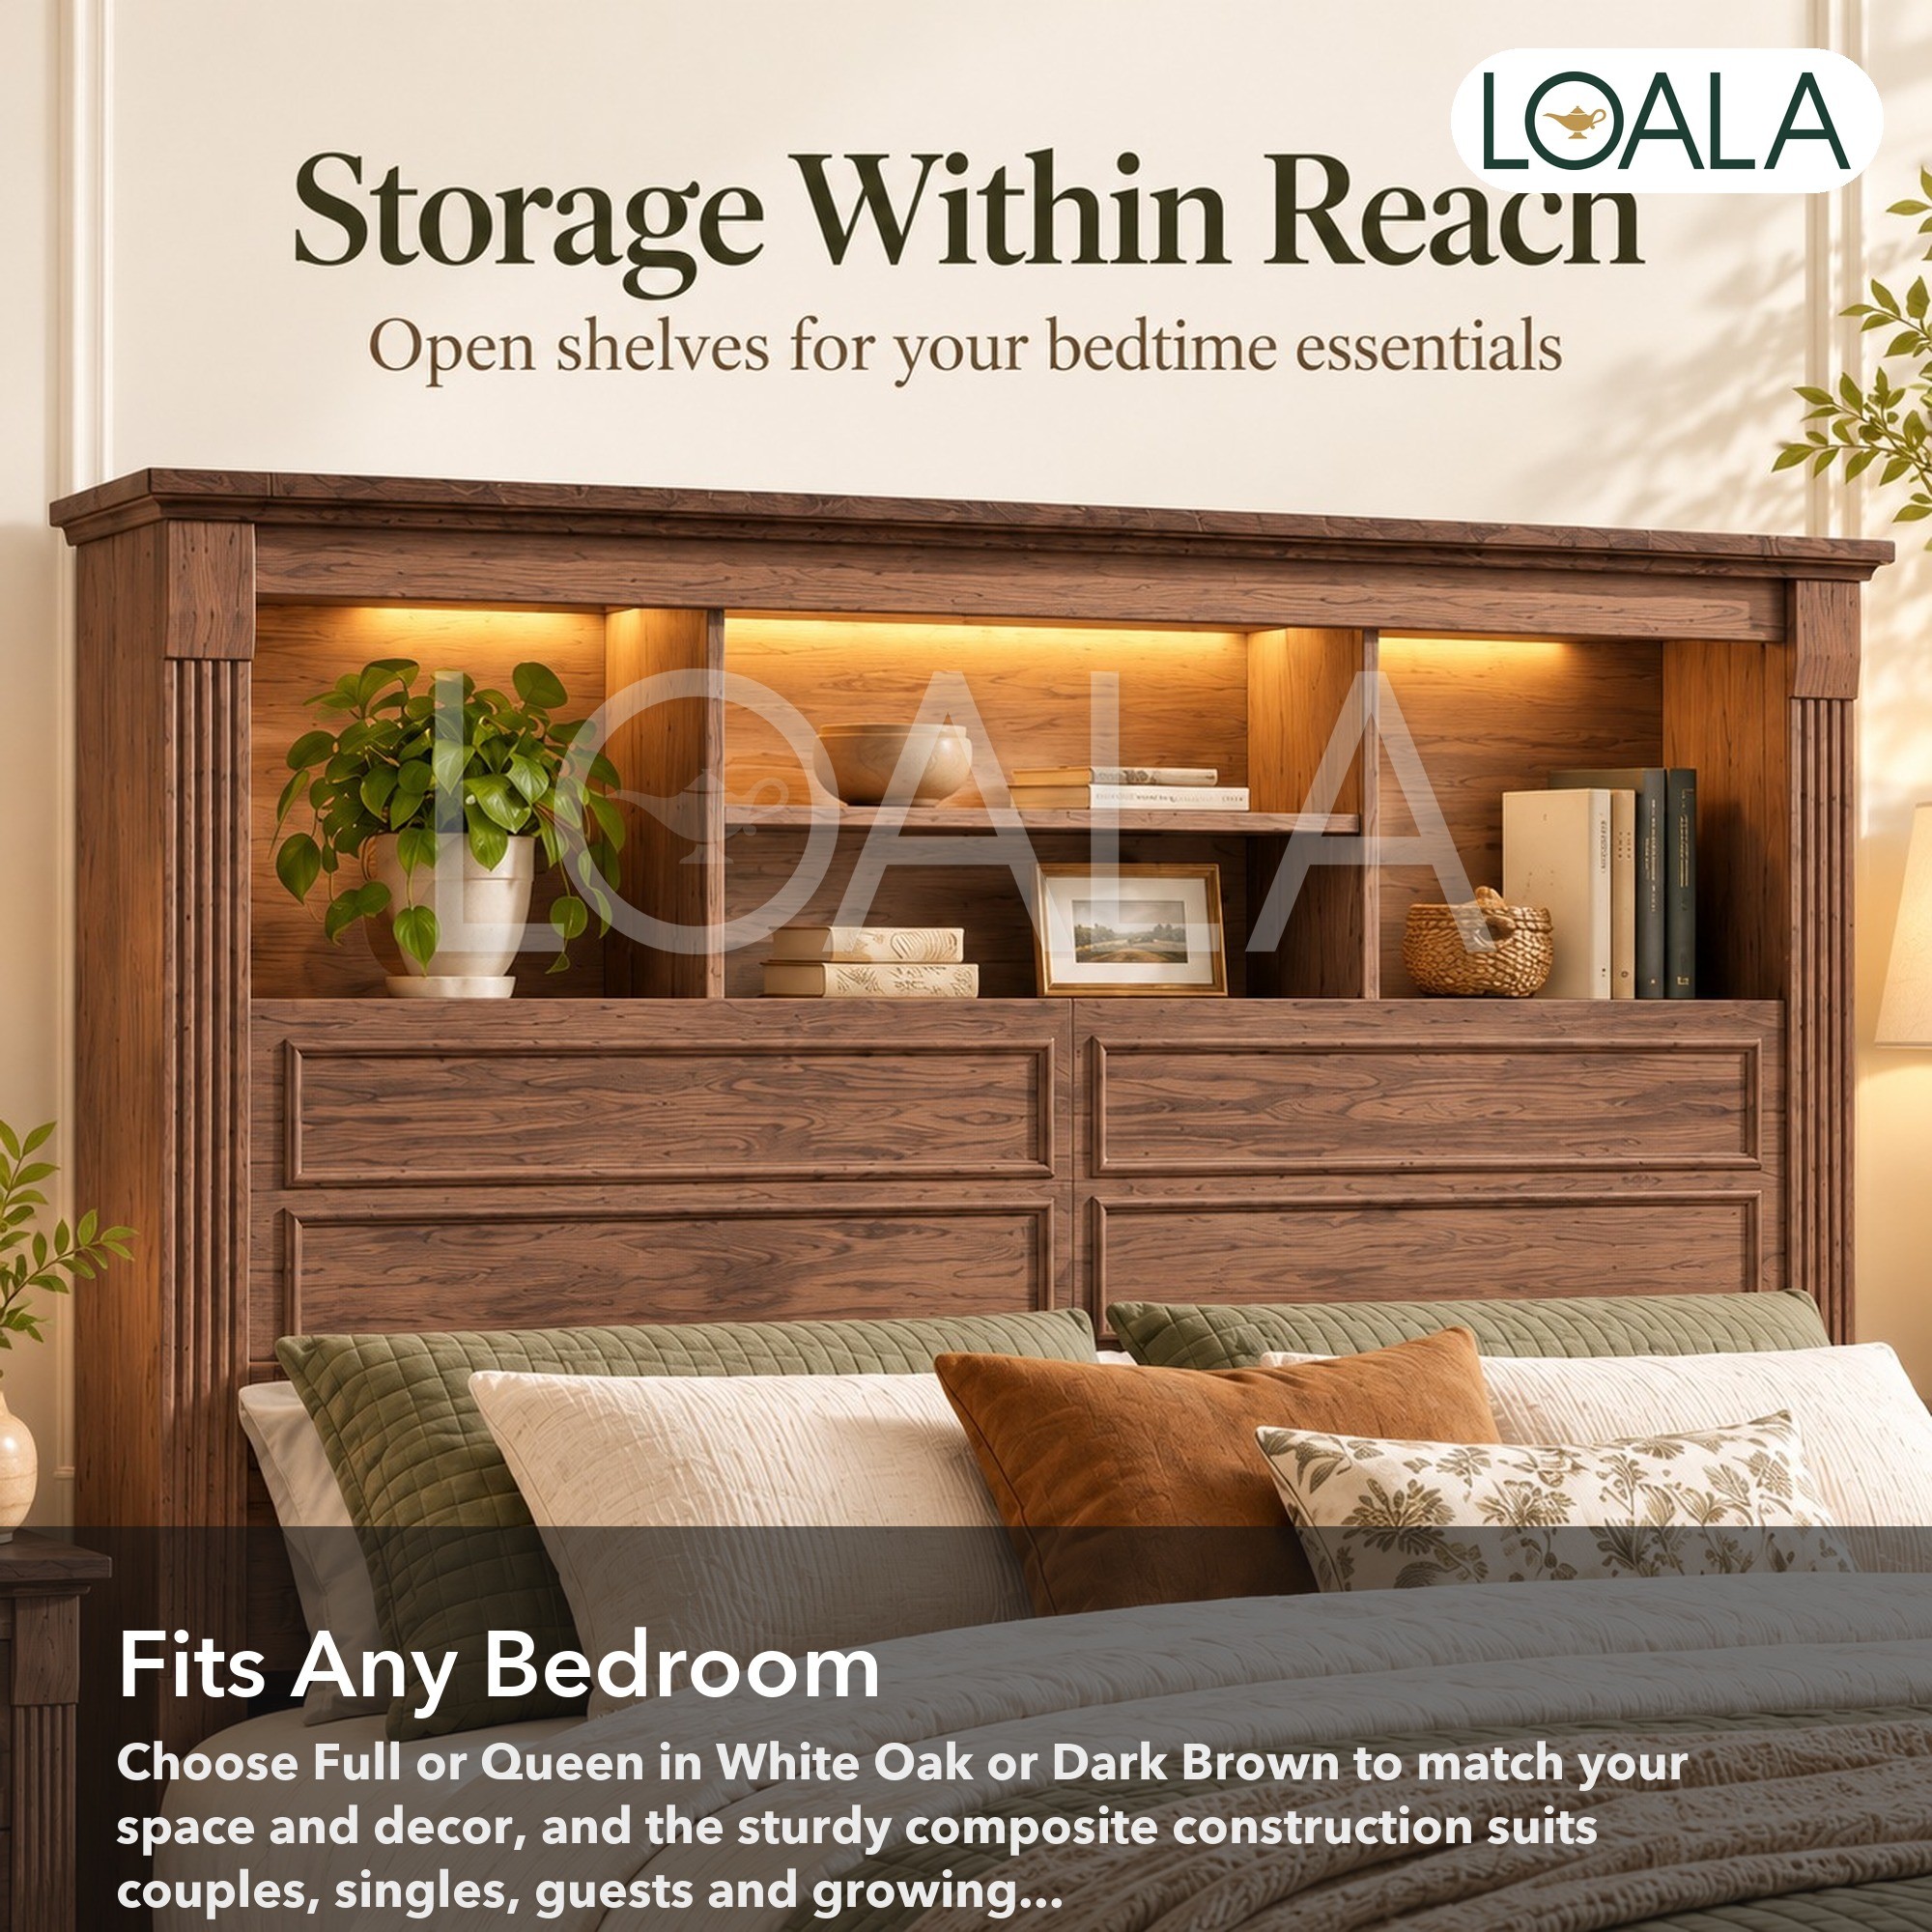 LOALA
Storage Within Reach
Open shelves for your bedtime essentials
LOALA
Fits Any Bedroom
Choose Full or Queen in White Oak or Dark Brown to match your
space and decor, and the sturdy composite construction suits
couples, singles, guests and growing...